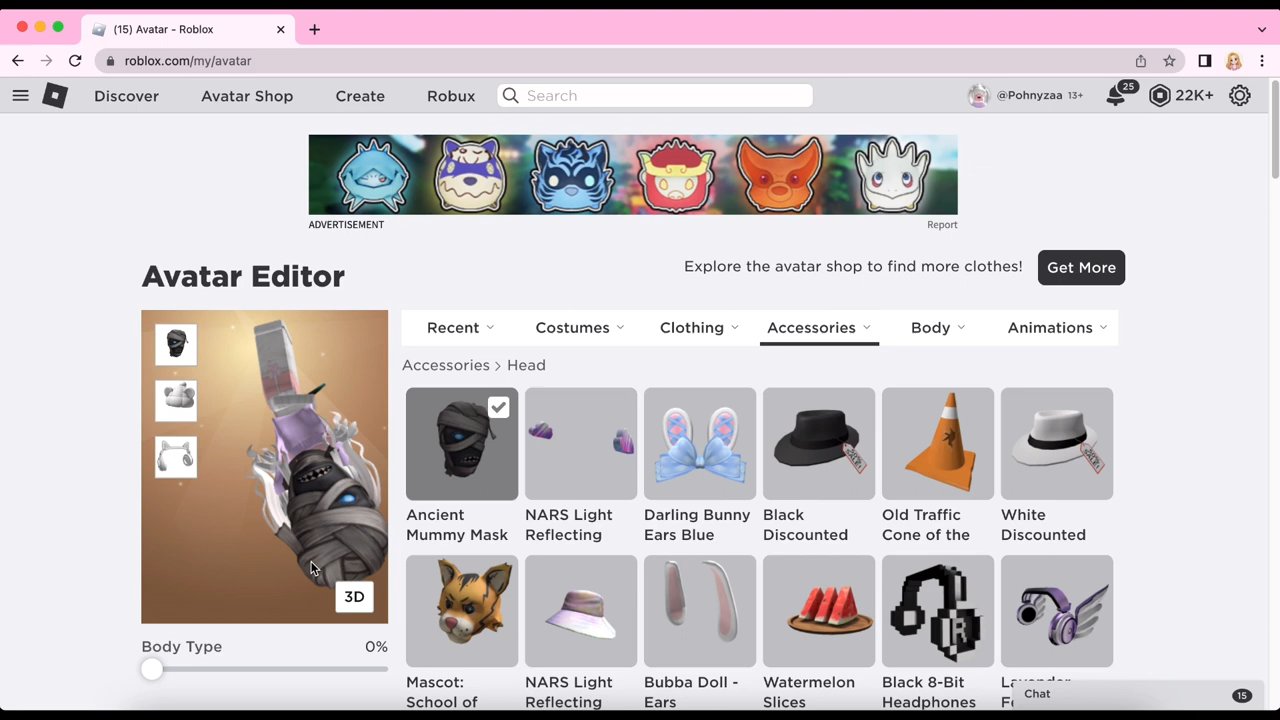 (15) Avatar - Roblox
roblox.com/my/avatar
Discover
Avatar Shop
Create
Robux
Search
@Pohnyzaa 13+
25
22K+
ADVERTISEMENT
Report
Avatar Editor
Explore the avatar shop to find more clothes!
Get More
Recent
Costumes
Clothing
Accessories
Body
Animations
Accessories > Head
Ancient
Mummy Mask
NARS Light
Reflecting
Darling Bunny
Ears Blue
Black
Discounted
Old Traffic
Cone of the
White
Discounted
3D
Body Type 0%
Mascot:
School of
NARS Light
Reflecting
Bubba Doll -
Ears
Watermelon
Slices
Black 8-Bit
Headphones
Chat 15